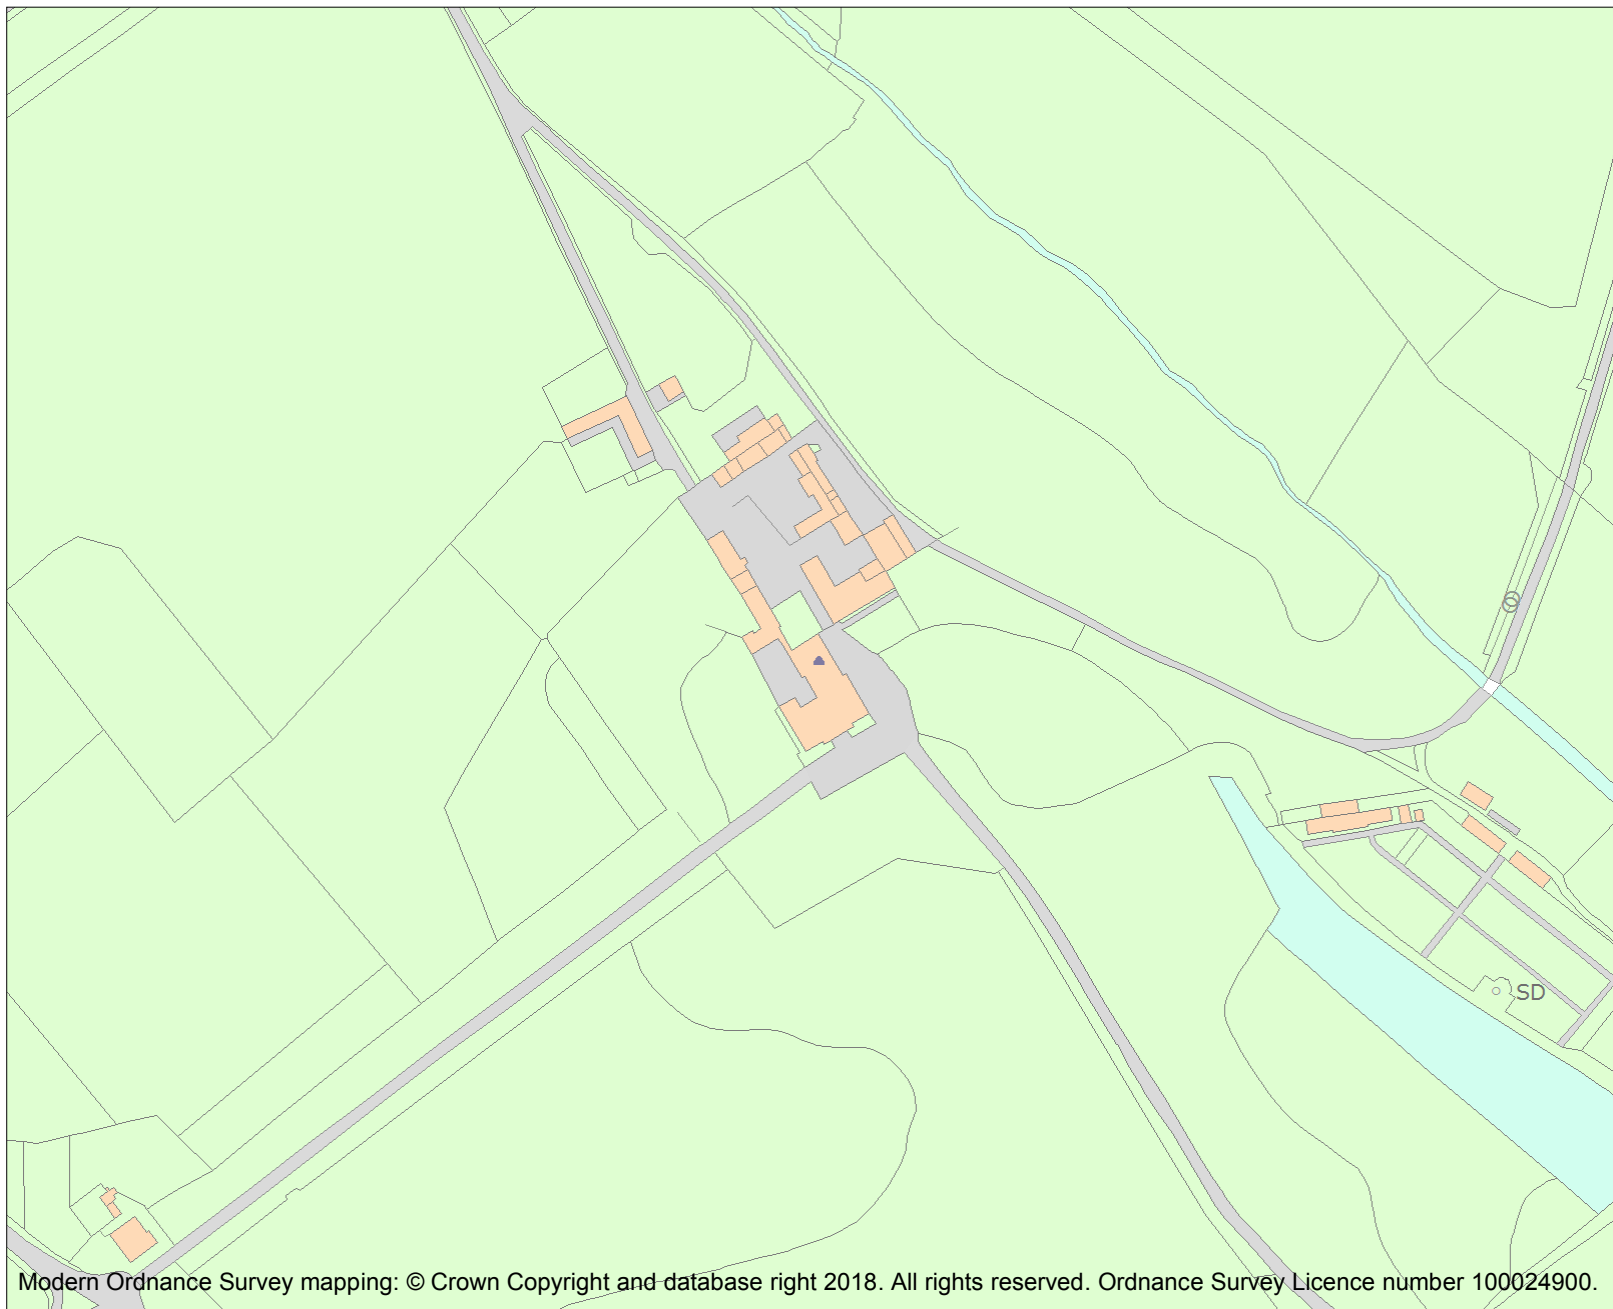 SD
Modern Ordnance Survey mapping: © Crown Copyright and database right 2018. All rights reserved. Ordnance Survey Licence number 100024900.